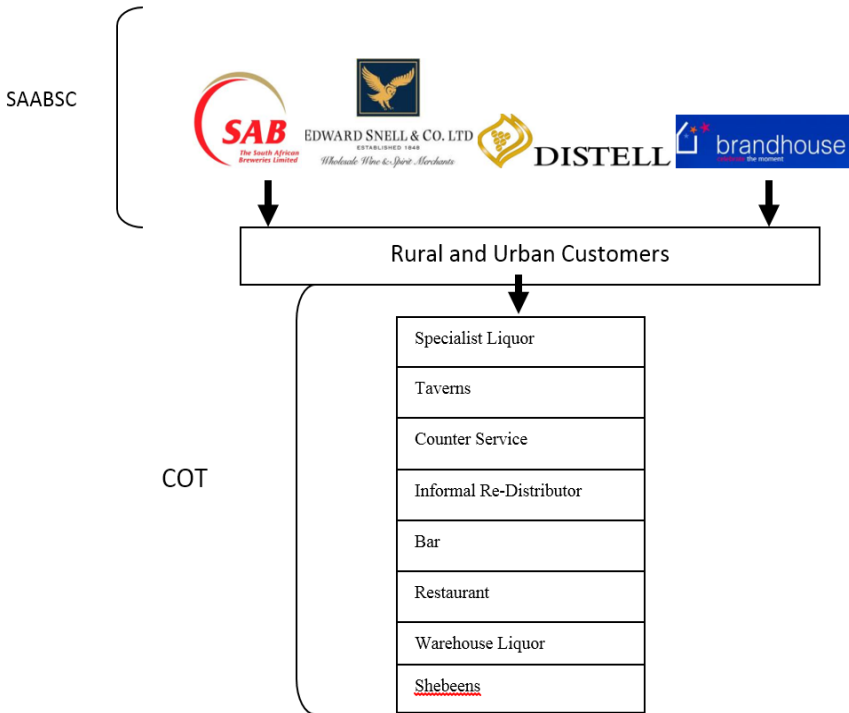 SAABSC
SAB
The South African
Breweries Limited
EDWARD SNELL & CO. LTD
ESTABLISHED 1848
Wholesale Wine & Spirit Merchants
DISTELL
brandhouse
celebrate the moment
Rural and Urban Customers
COT
Specialist Liquor
Taverns
Counter Service
Informal Re-Distributor
Bar
Restaurant
Warehouse Liquor
Shebeens